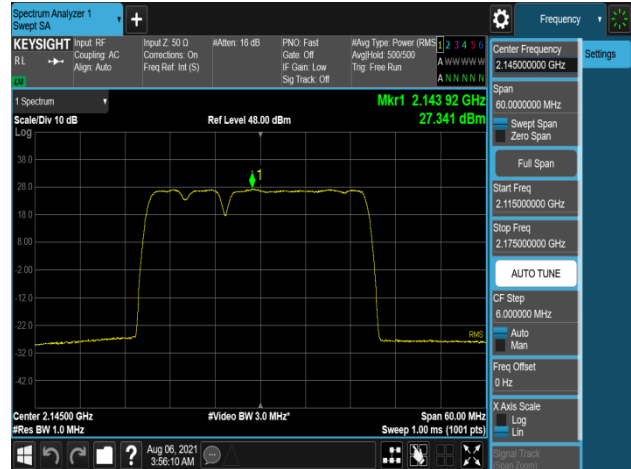 Spectrum Analyzer 1
Swept SA
Frequency
KEYSIGHT
RL
Input: RF
Coupling: AC
Align: Auto
Input Z: 50 Ω
Corrections: On
Freq Ref: Int (S)
#Atten: 16 dB
PNO: Fast
Gate: Off
IF Gain: Low
Sig Track: Off
#Avg Type: Power (RMS)
Avg|Hold: 500/500
Trig: Free Run
1 2 3 4 5 6
A W W W W W
A N N N N N
1 Spectrum
Scale/Div 10 dB
Ref Level 48.00 dBm
Mkr1 2.143 92 GHz
27.341 dBm
Log
38.0
28.0
18.0
8.00
-2.00
-12.0
-22.0
-32.0
-42.0
1
RMS
Center 2.14500 GHz
#Res BW 1.0 MHz
#Video BW 3.0 MHz*
Span 60.00 MHz
Sweep 1.00 ms (1001 pts)
Center Frequency
2.145000000 GHz
Settings
Span
60.0000000 MHz
Swept Span
Zero Span
Full Span
Start Freq
2.115000000 GHz
Stop Freq
2.175000000 GHz
AUTO TUNE
CF Step
6.000000 MHz
Auto
Man
Freq Offset
0 Hz
X Axis Scale
Log
Lin
Signal Track
(Span Zoom)
Aug 06, 2021
3:56:10 AM